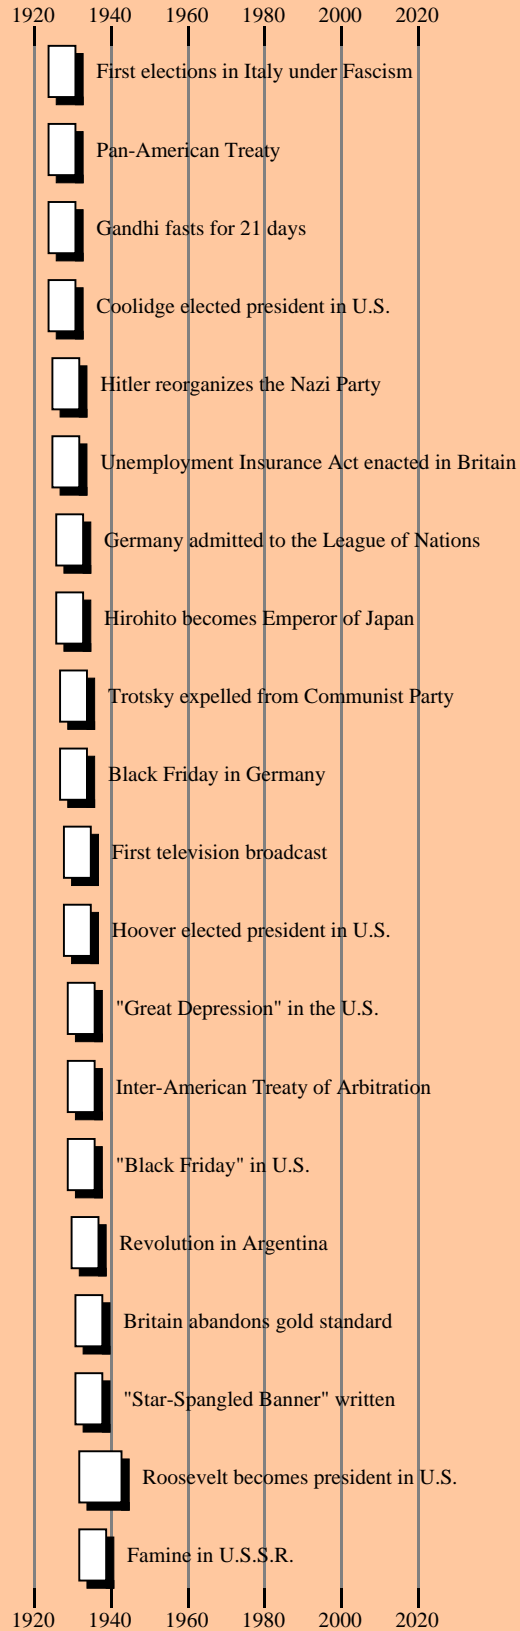 1920 1940 1960 1980 2000 2020
First elections in Italy under Fascism
Pan-American Treaty
Gandhi fasts for 21 days
Coolidge elected president in U.S.
Hitler reorganizes the Nazi Party
Unemployment Insurance Act enacted in Britain
Germany admitted to the League of Nations
Hirohito becomes Emperor of Japan
Trotsky expelled from Communist Party
Black Friday in Germany
First television broadcast
Hoover elected president in U.S.
"Great Depression" in the U.S.
Inter-American Treaty of Arbitration
"Black Friday" in U.S.
Revolution in Argentina
Britain abandons gold standard
"Star-Spangled Banner" written
Roosevelt becomes president in U.S.
Famine in U.S.S.R.
1920 1940 1960 1980 2000 2020